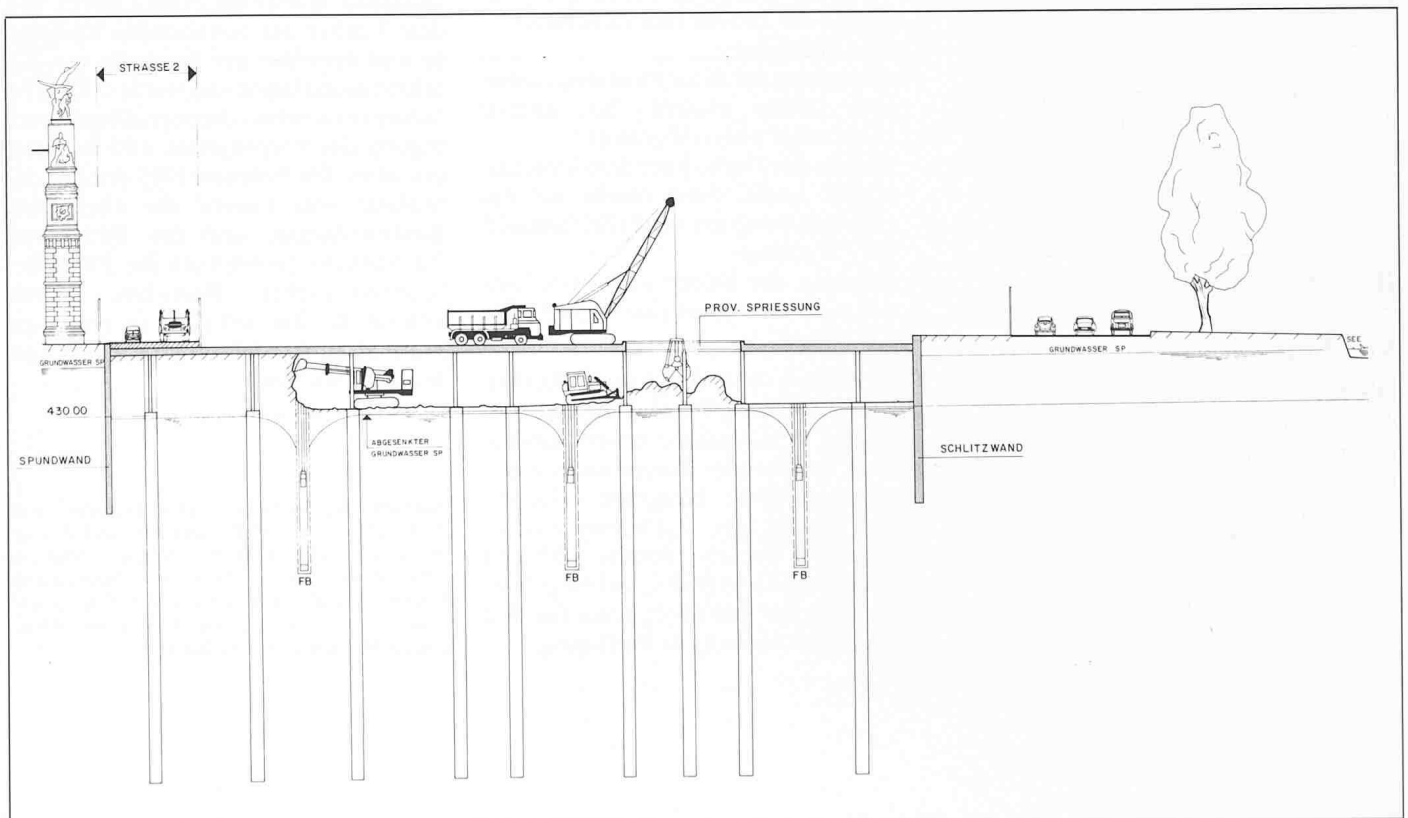 STRASSE 2
PROV. SPRIESSUNG
GRUNDWASSER SP
GRUNDWASSER SP
SEE
430.00
ABGESENKTER
GRUNDWASSER SP
SPUNDWAND
SCHLITZWAND
FB
FB
FB